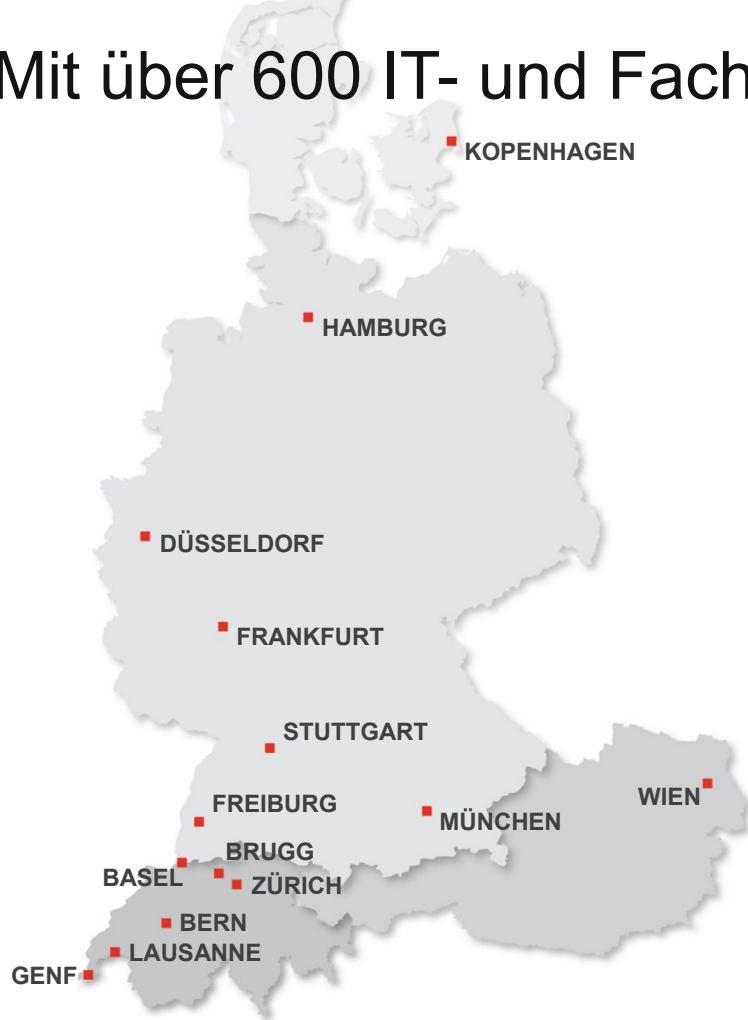 Mit über 600 IT- und Fach
KOPENHAGEN
HAMBURG
DÜSSELDORF
FRANKFURT
STUTTGART
WIEN
FREIBURG
MÜNCHEN
BRUGG
BASEL
ZÜRICH
BERN
LAUSANNE
GENF